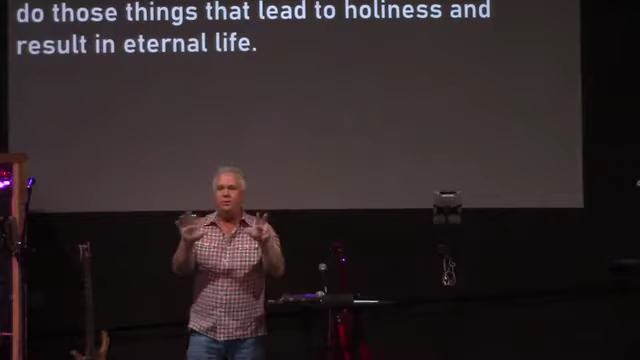 do those things that lead to holiness and
result in eternal life.